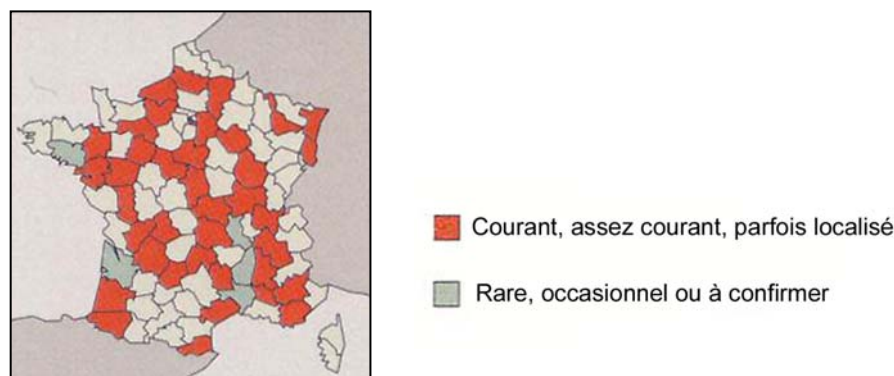 Courant, assez courant, parfois localisé
Rare, occasionnel ou à confirmer